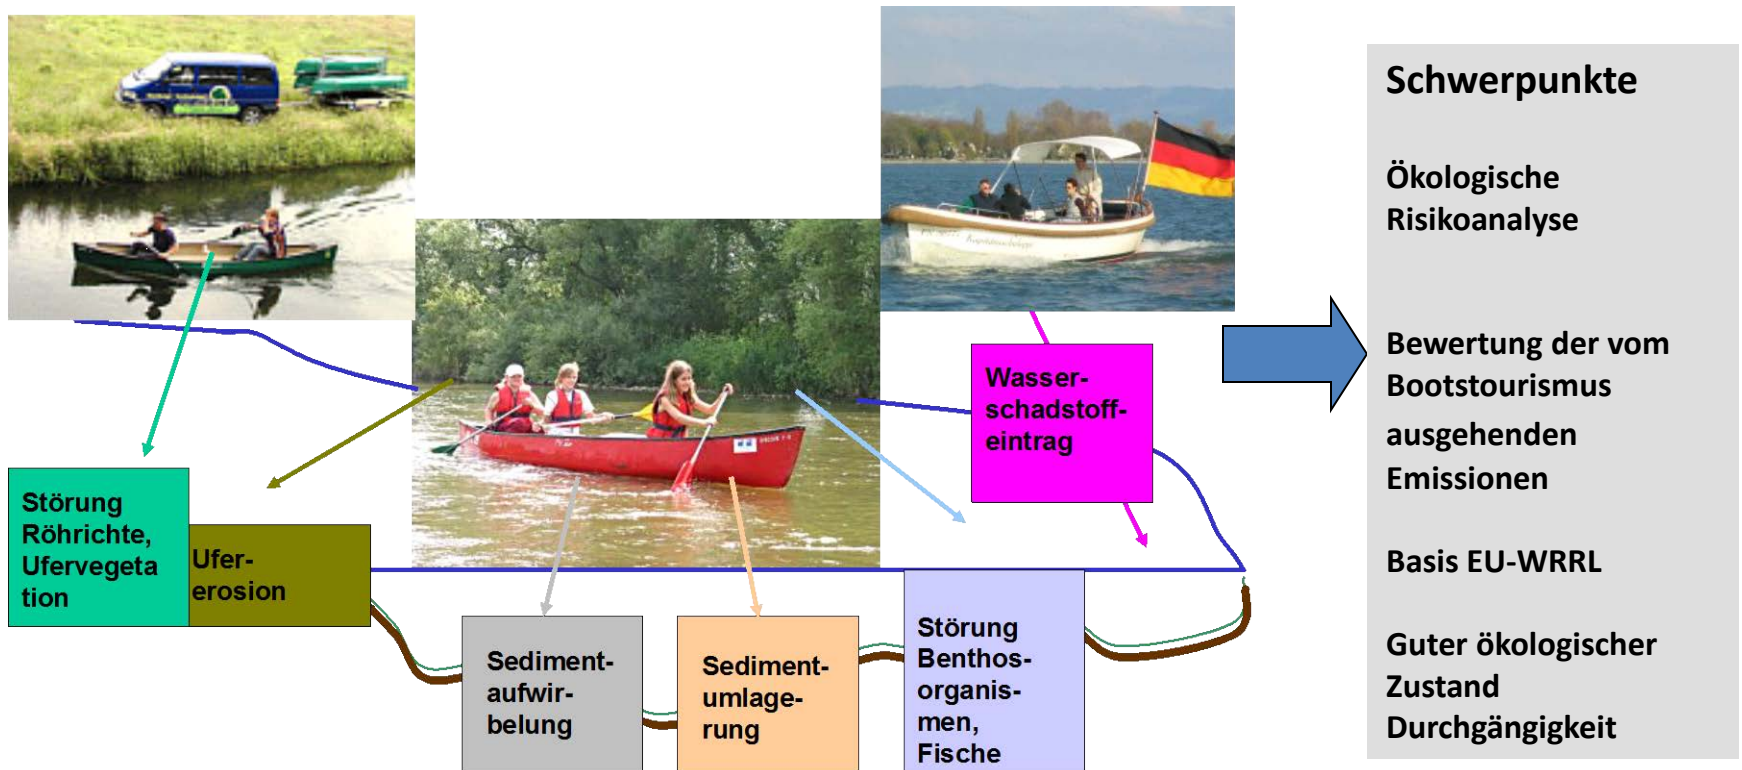 Störung
Röhrichte,
Ufervegeta
tion
Ufer-
erosion
Sediment-
aufwir-
belung
Sediment-
umlage-
rung
Störung
Benthos-
organis-
men,
Fische
Wasser-
schadstoff-
eintrag
Schwerpunkte
Ökologische
Risikoanalyse
Bewertung der vom
Bootstourismus
ausgehenden
Emissionen
Basis EU-WRRL
Guter ökologischer
Zustand
Durchgängigkeit